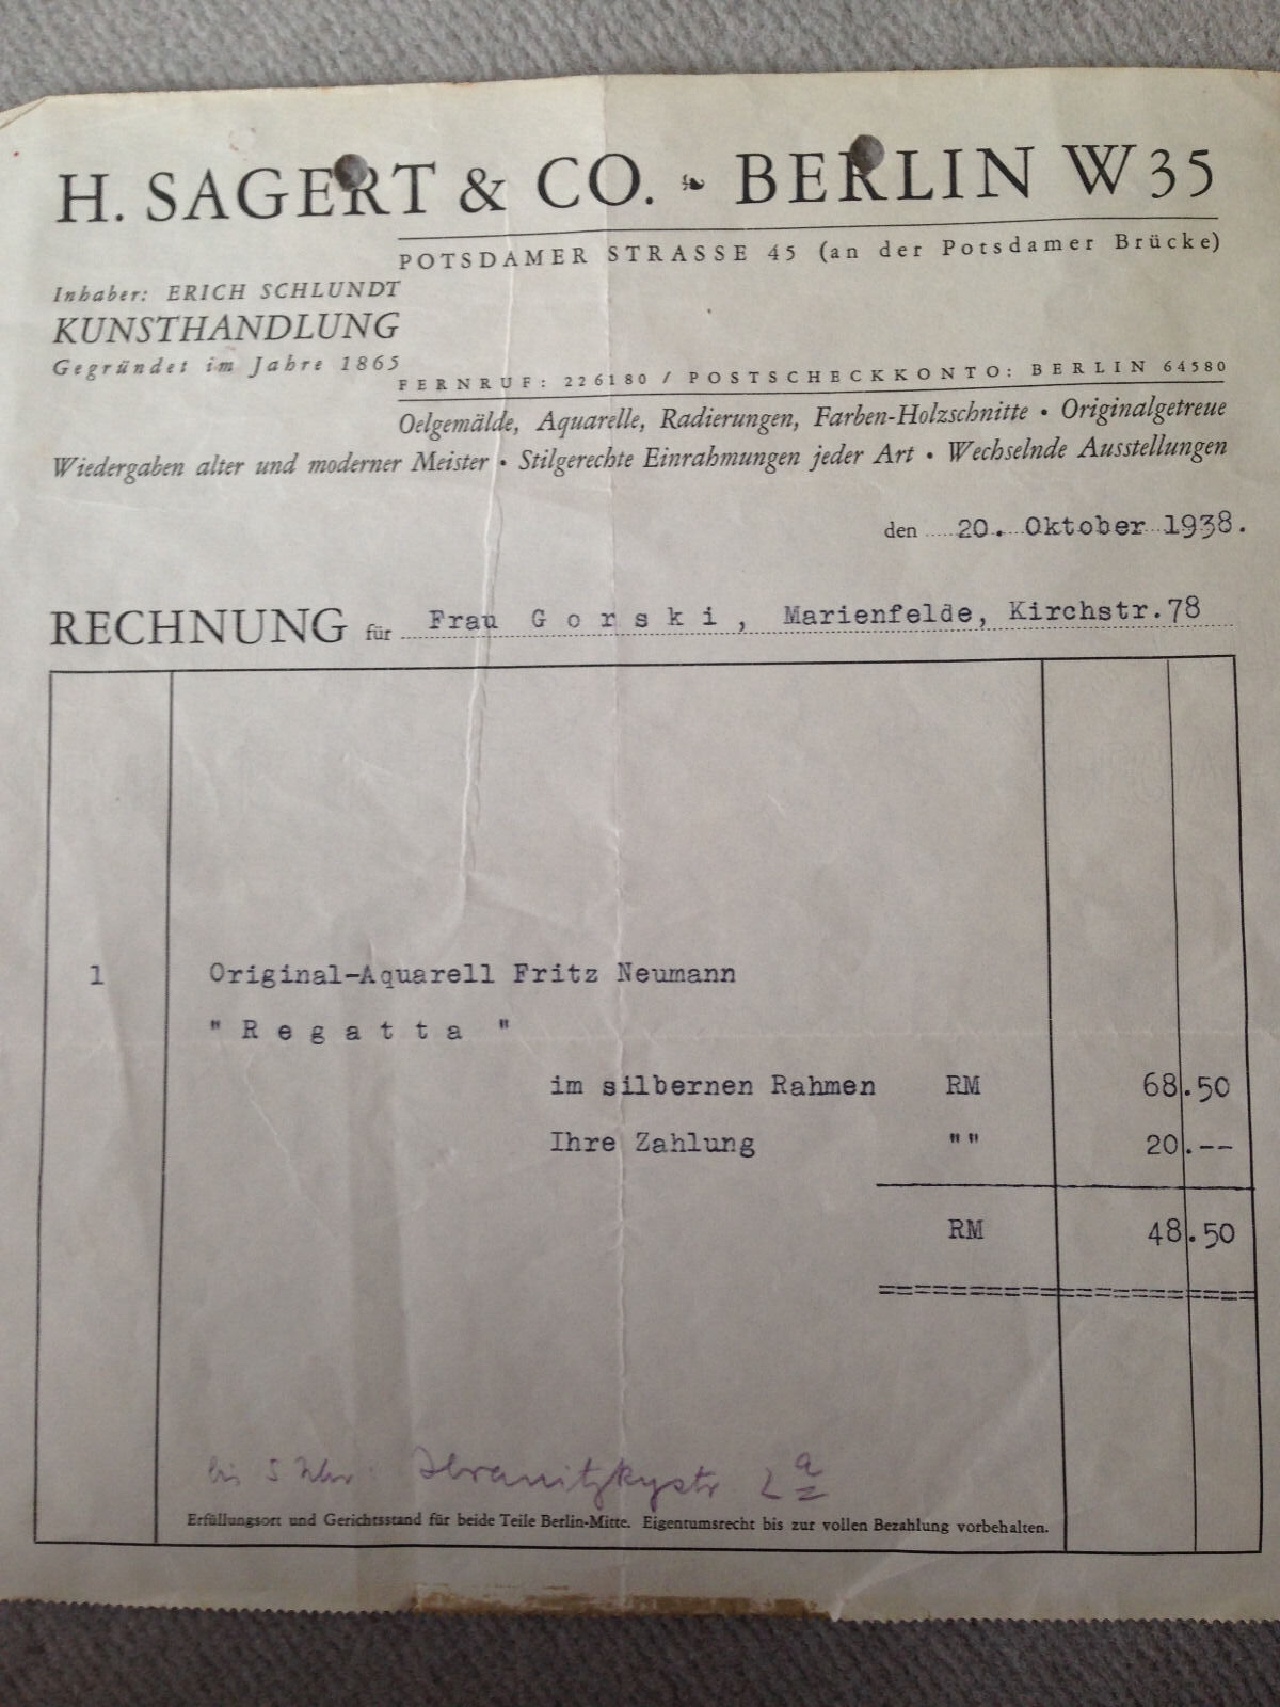 H. SAGERT & CO. ❧ BERLIN W 35
POTSDAMER STRASSE 45 (an der Potsdamer Brücke)
Inhaber: ERICH SCHLUNDT
KUNSTHANDLUNG
Gegründet im Jahre 1865
FERNRUF: 226180 / POSTSCHECKKONTO: BERLIN 64580
Oelgemälde, Aquarelle, Radierungen, Farben-Holzschnitte • Originalgetreue
Wiedergaben alter und moderner Meister • Stilgerechte Einrahmungen jeder Art • Wechselnde Ausstellungen
den 20. Oktober 1938.
RECHNUNG für Frau G o r s k i , Marienfelde, Kirchstr.78
1 Original-Aquarell Fritz Neumann
" R e g a t t a "
im silbernen Rahmen RM 68.50
Ihre Zahlung "" 20.--
RM 48.50
bis 5 Uhr
Erfüllungsort und Gerichtsstand für beide Teile Berlin-Mitte. Eigentumsrecht bis zur vollen Bezahlung vorbehalten.